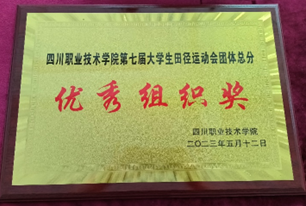 四川职业技术学院第七届大学生田径运动会团体总分
优秀组织奖
四川职业技术学院
二〇二三年五月十二日